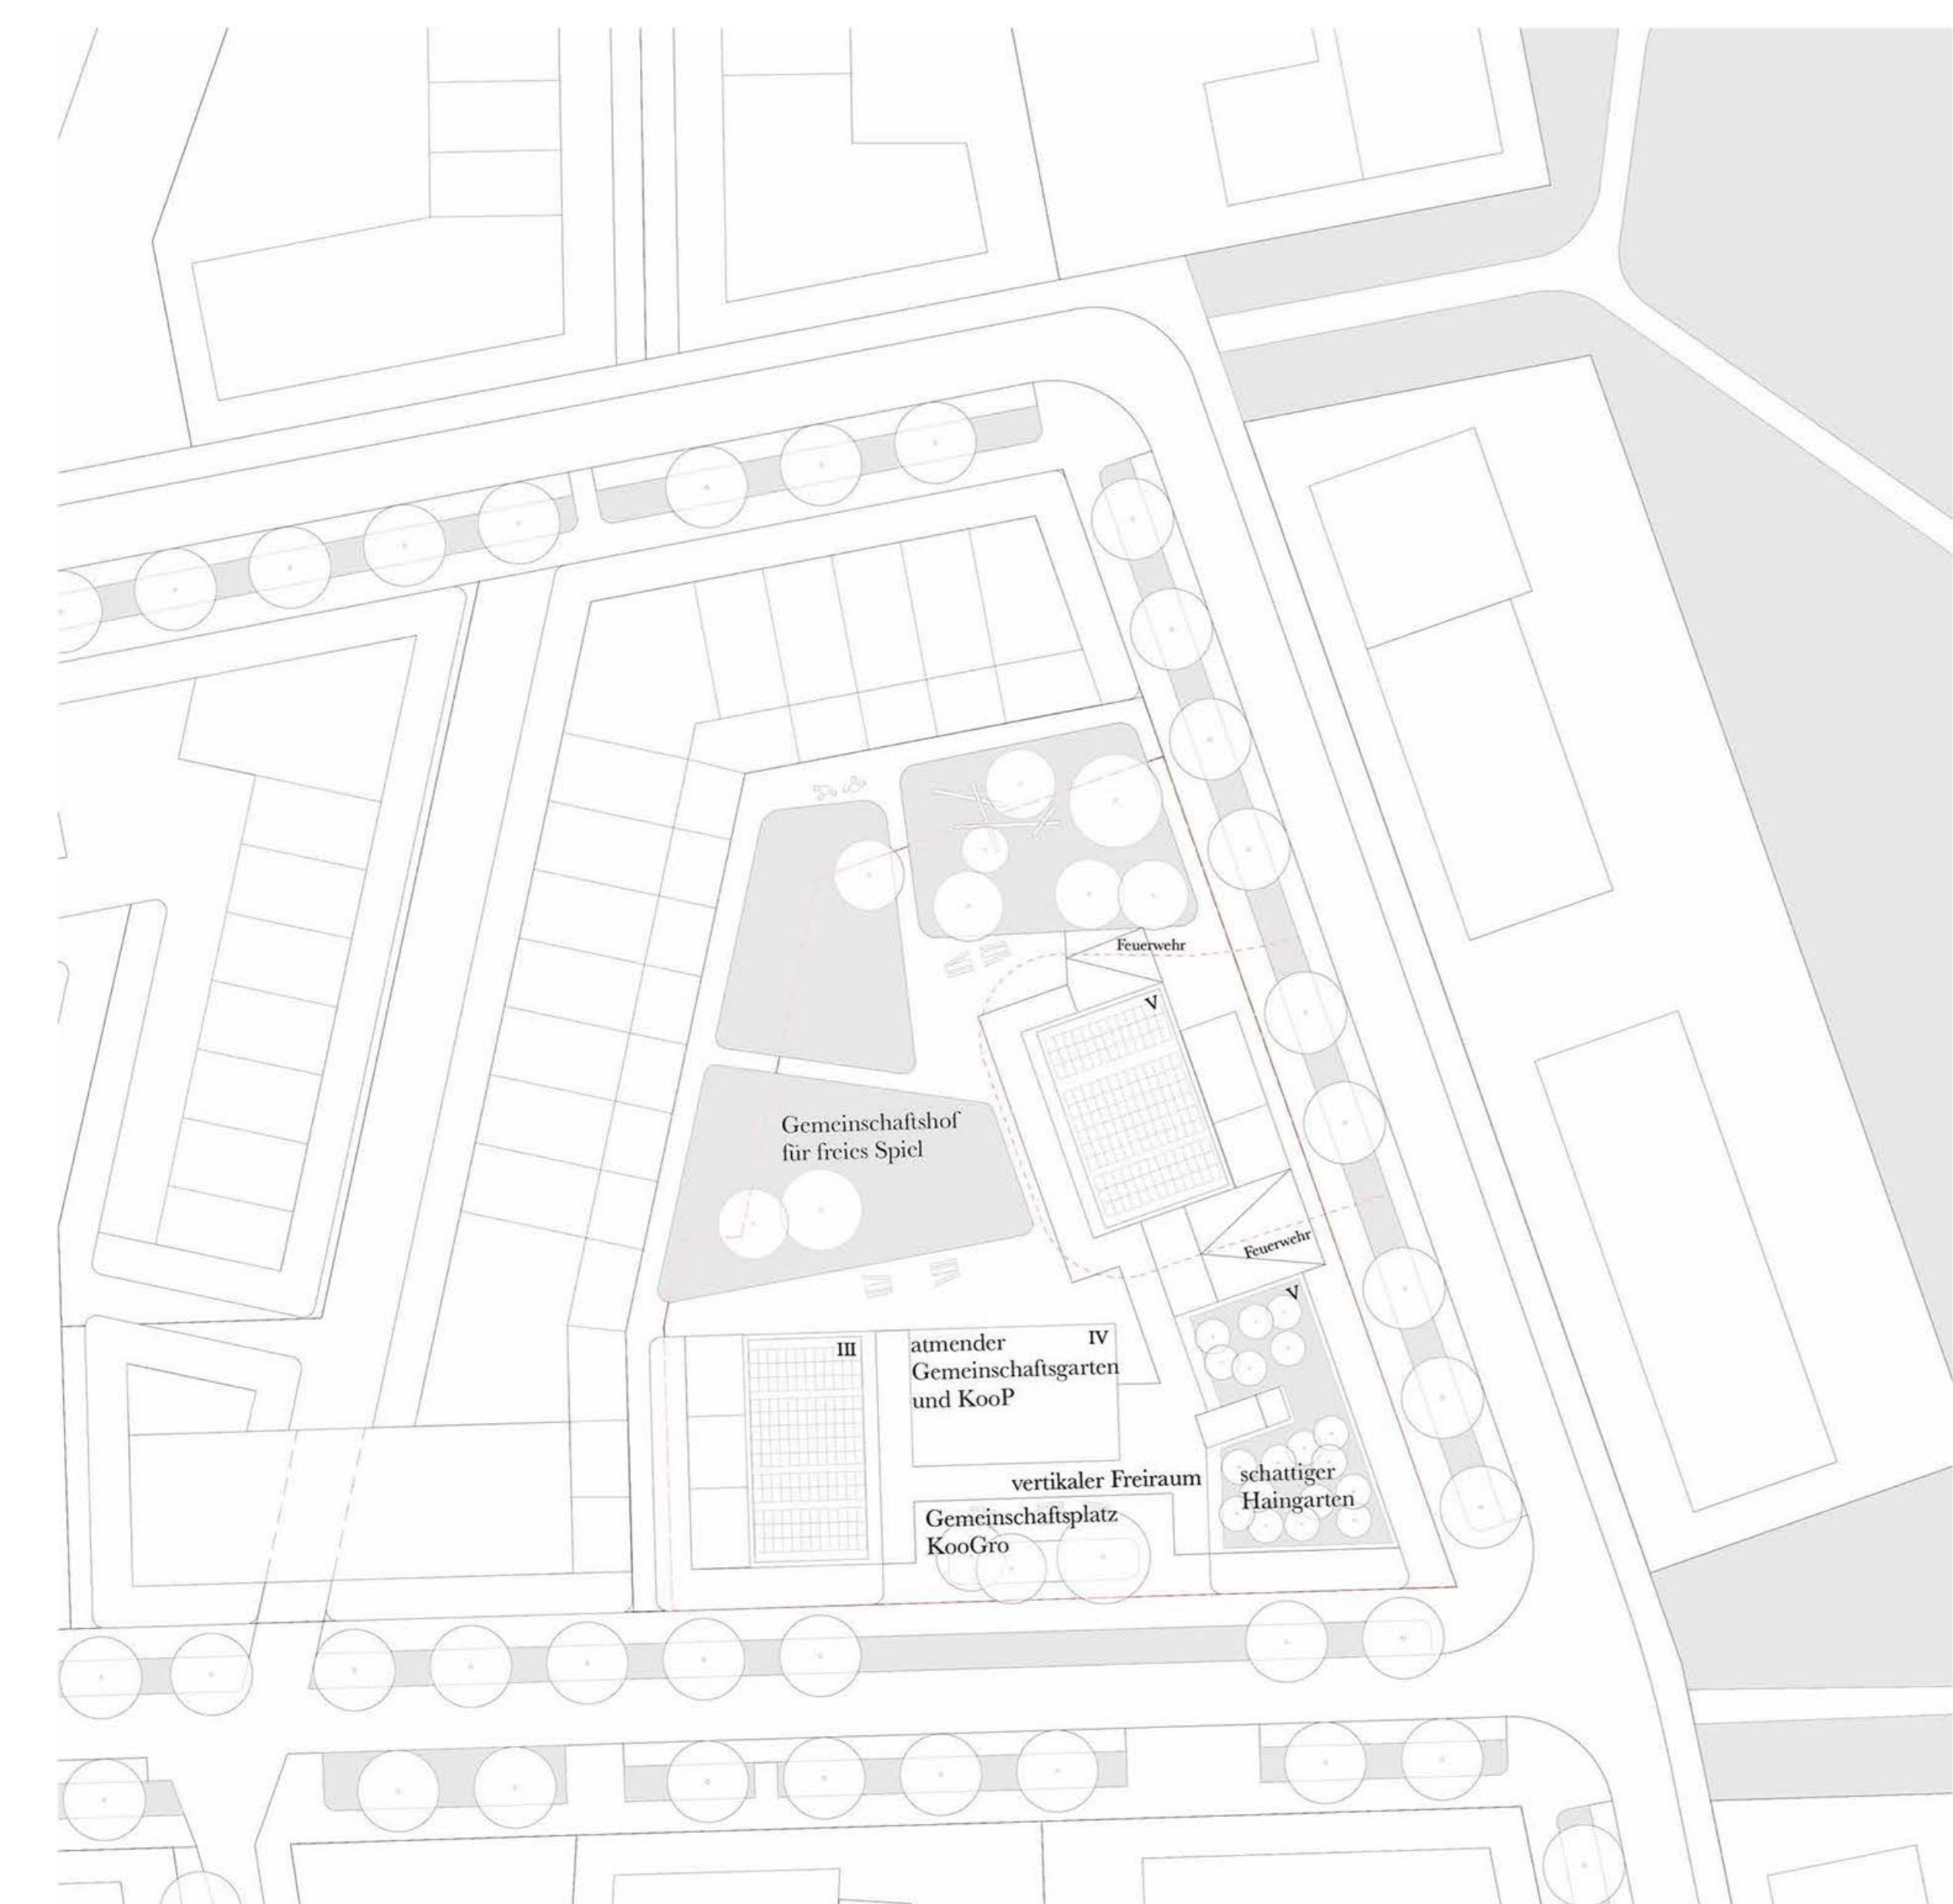 Feuerwehr
V
Gemeinschaftshof
für freies Spiel
Feuerwehr
V
III
atmender
IV
Gemeinschaftsgarten
und KooP
vertikaler Freiraum
schattiger
Haingarten
Gemeinschaftsplatz
KooGro